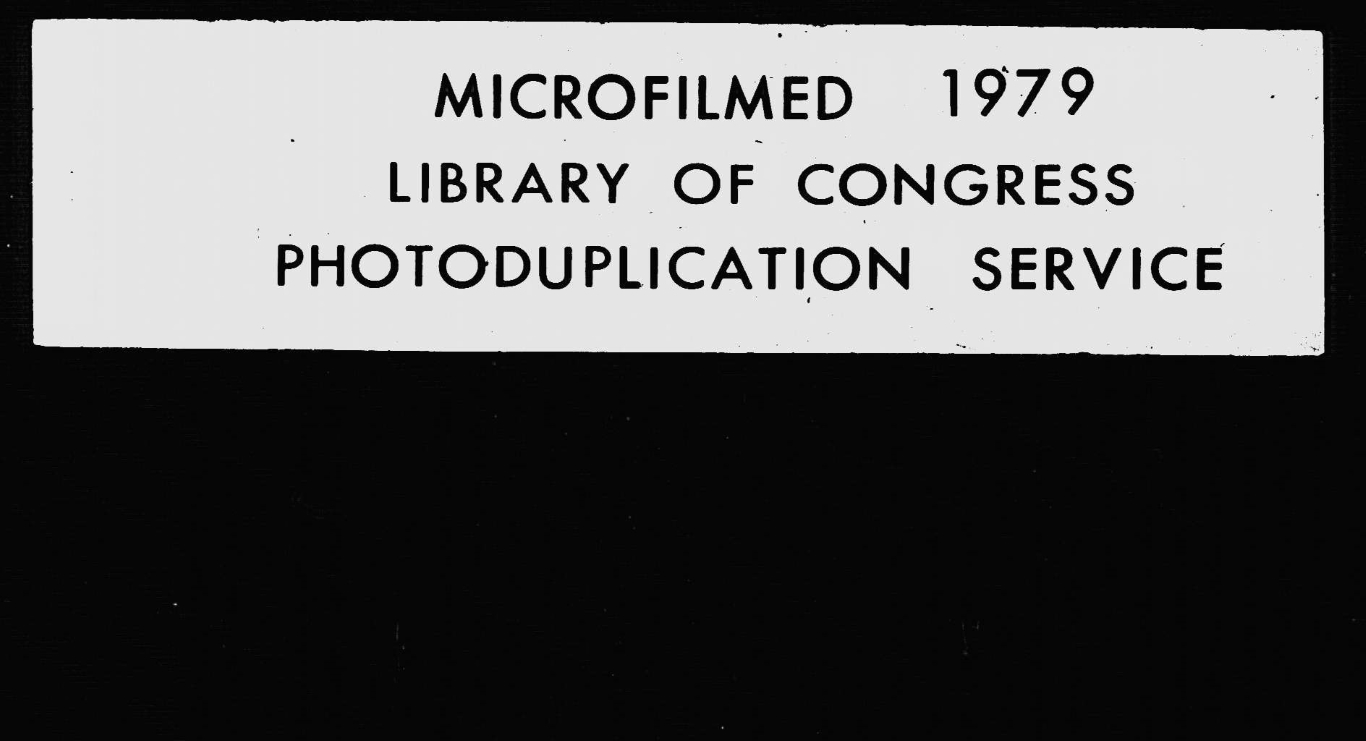 MICROFILMED 1979
LIBRARY OF CONGRESS
PHOTODUPLICATION SERVICE